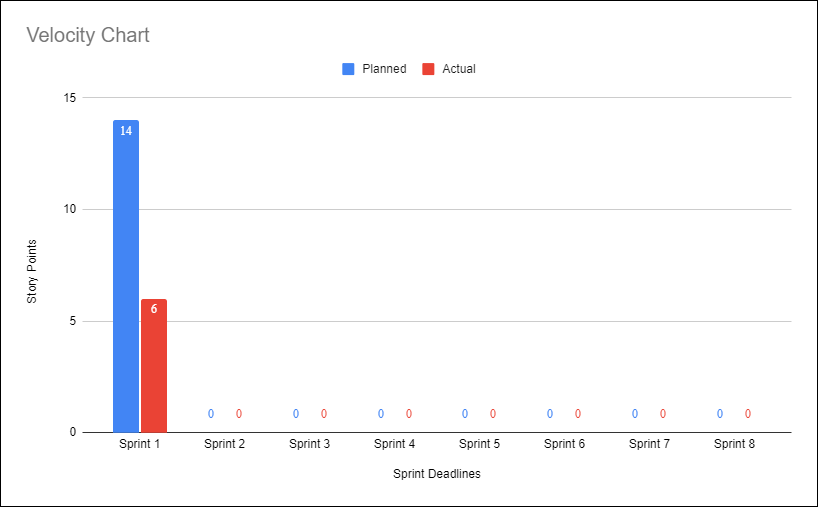 Velocity Chart
Planned Actual
15
14
10
6
5
0 0 0 0 0 0 0 0 0 0 0 0 0 0
0
Story Points
Sprint 1 Sprint 2 Sprint 3 Sprint 4 Sprint 5 Sprint 6 Sprint 7 Sprint 8
Sprint Deadlines